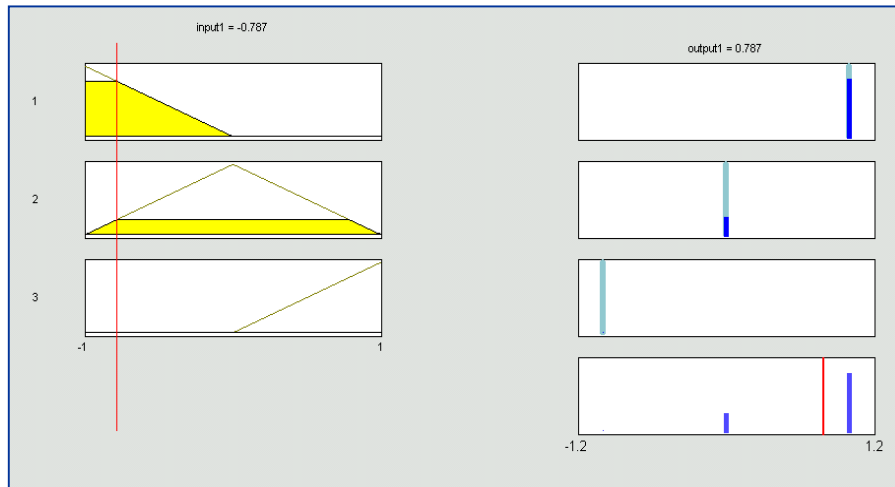 input1 = -0.787
output1 = 0.787
1
2
3
-1 1
-1.2 1.2